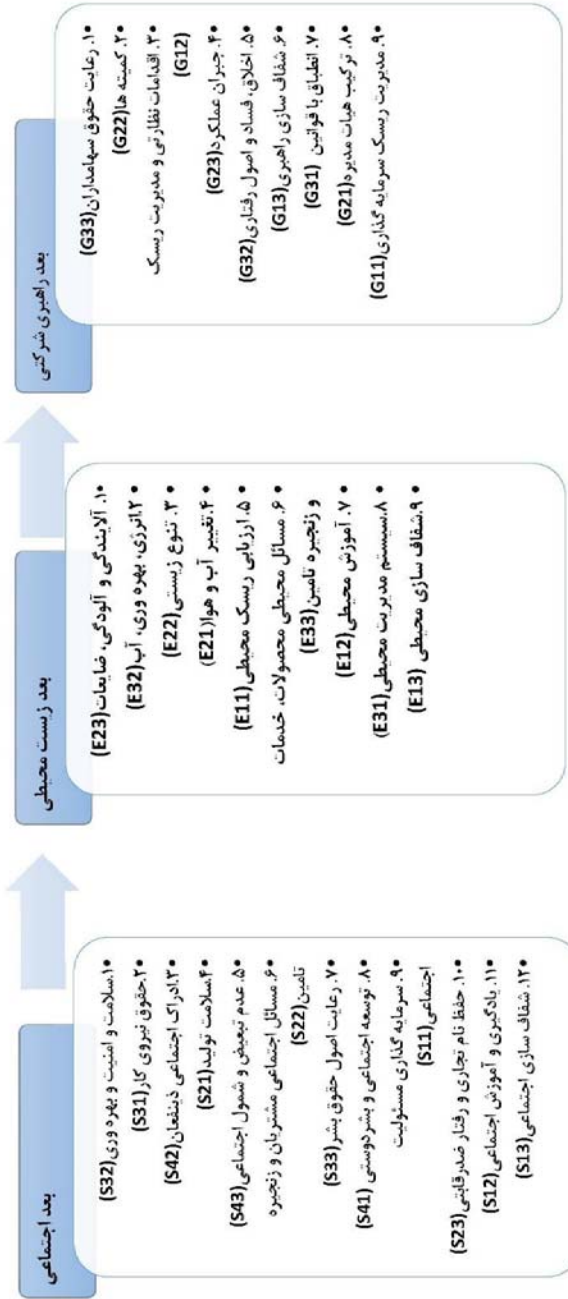 بعد اجتماعی
۱.سلامت و امنیت و بهره وری(S32)
۲.حقوق نیروی کار(S31)
۳.ادراک اجتماعی ذینفعان(S42)
۴.سلامت تولید(S21)
۵. عدم تبعیض و شمول اجتماعی(S43)
۶. مسائل اجتماعی مشتریان و زنجیره
تامین(S22)
۷. رعایت اصول حقوق بشر(S33)
۸. توسعه اجتماعی و بشردوستی (S41)
۹. سرمایه گذاری مسئولیت
اجتماعی(S11)
۱۰. حفظ نام تجاری و رفتار ضدرقابتی(S23)
۱۱. یادگیری و آموزش اجتماعی(S12)
۱۲. شفاف سازی اجتماعی(S13)
بعد زیست محیطی
۱. آلایندگی و آلودگی، ضایعات(E23)
۲.انرژی، بهره وری، آب(E32)
۳. تنوع زیستی(E22)
۴.تغییر آب و هوا(E21)
۵.ارزیابی ریسک محیطی(E11)
۶. مسائل محیطی محصولات، خدمات
و زنجیره تامین(E33)
۷. آموزش محیطی(E12)
۸.سیستم مدیریت محیطی(E31)
۹.شفاف سازی محیطی (E13)
بعد راهبری شرکتی
۱. رعایت حقوق سهامداران(G33)
۲. کمیته ها(G22)
۳. اقدامات نظارتی و مدیریت ریسک
(G12)
۴. جبران عملکرد(G23)
۵. اخلاق، فساد و اصول رفتاری(G32)
۶. شفاف سازی راهبری(G13)
۷. انطباق با قوانین (G31)
۸. ترکیب هیات مدیره(G21)
۹. مدیریت ریسک سرمایه گذاری(G11)